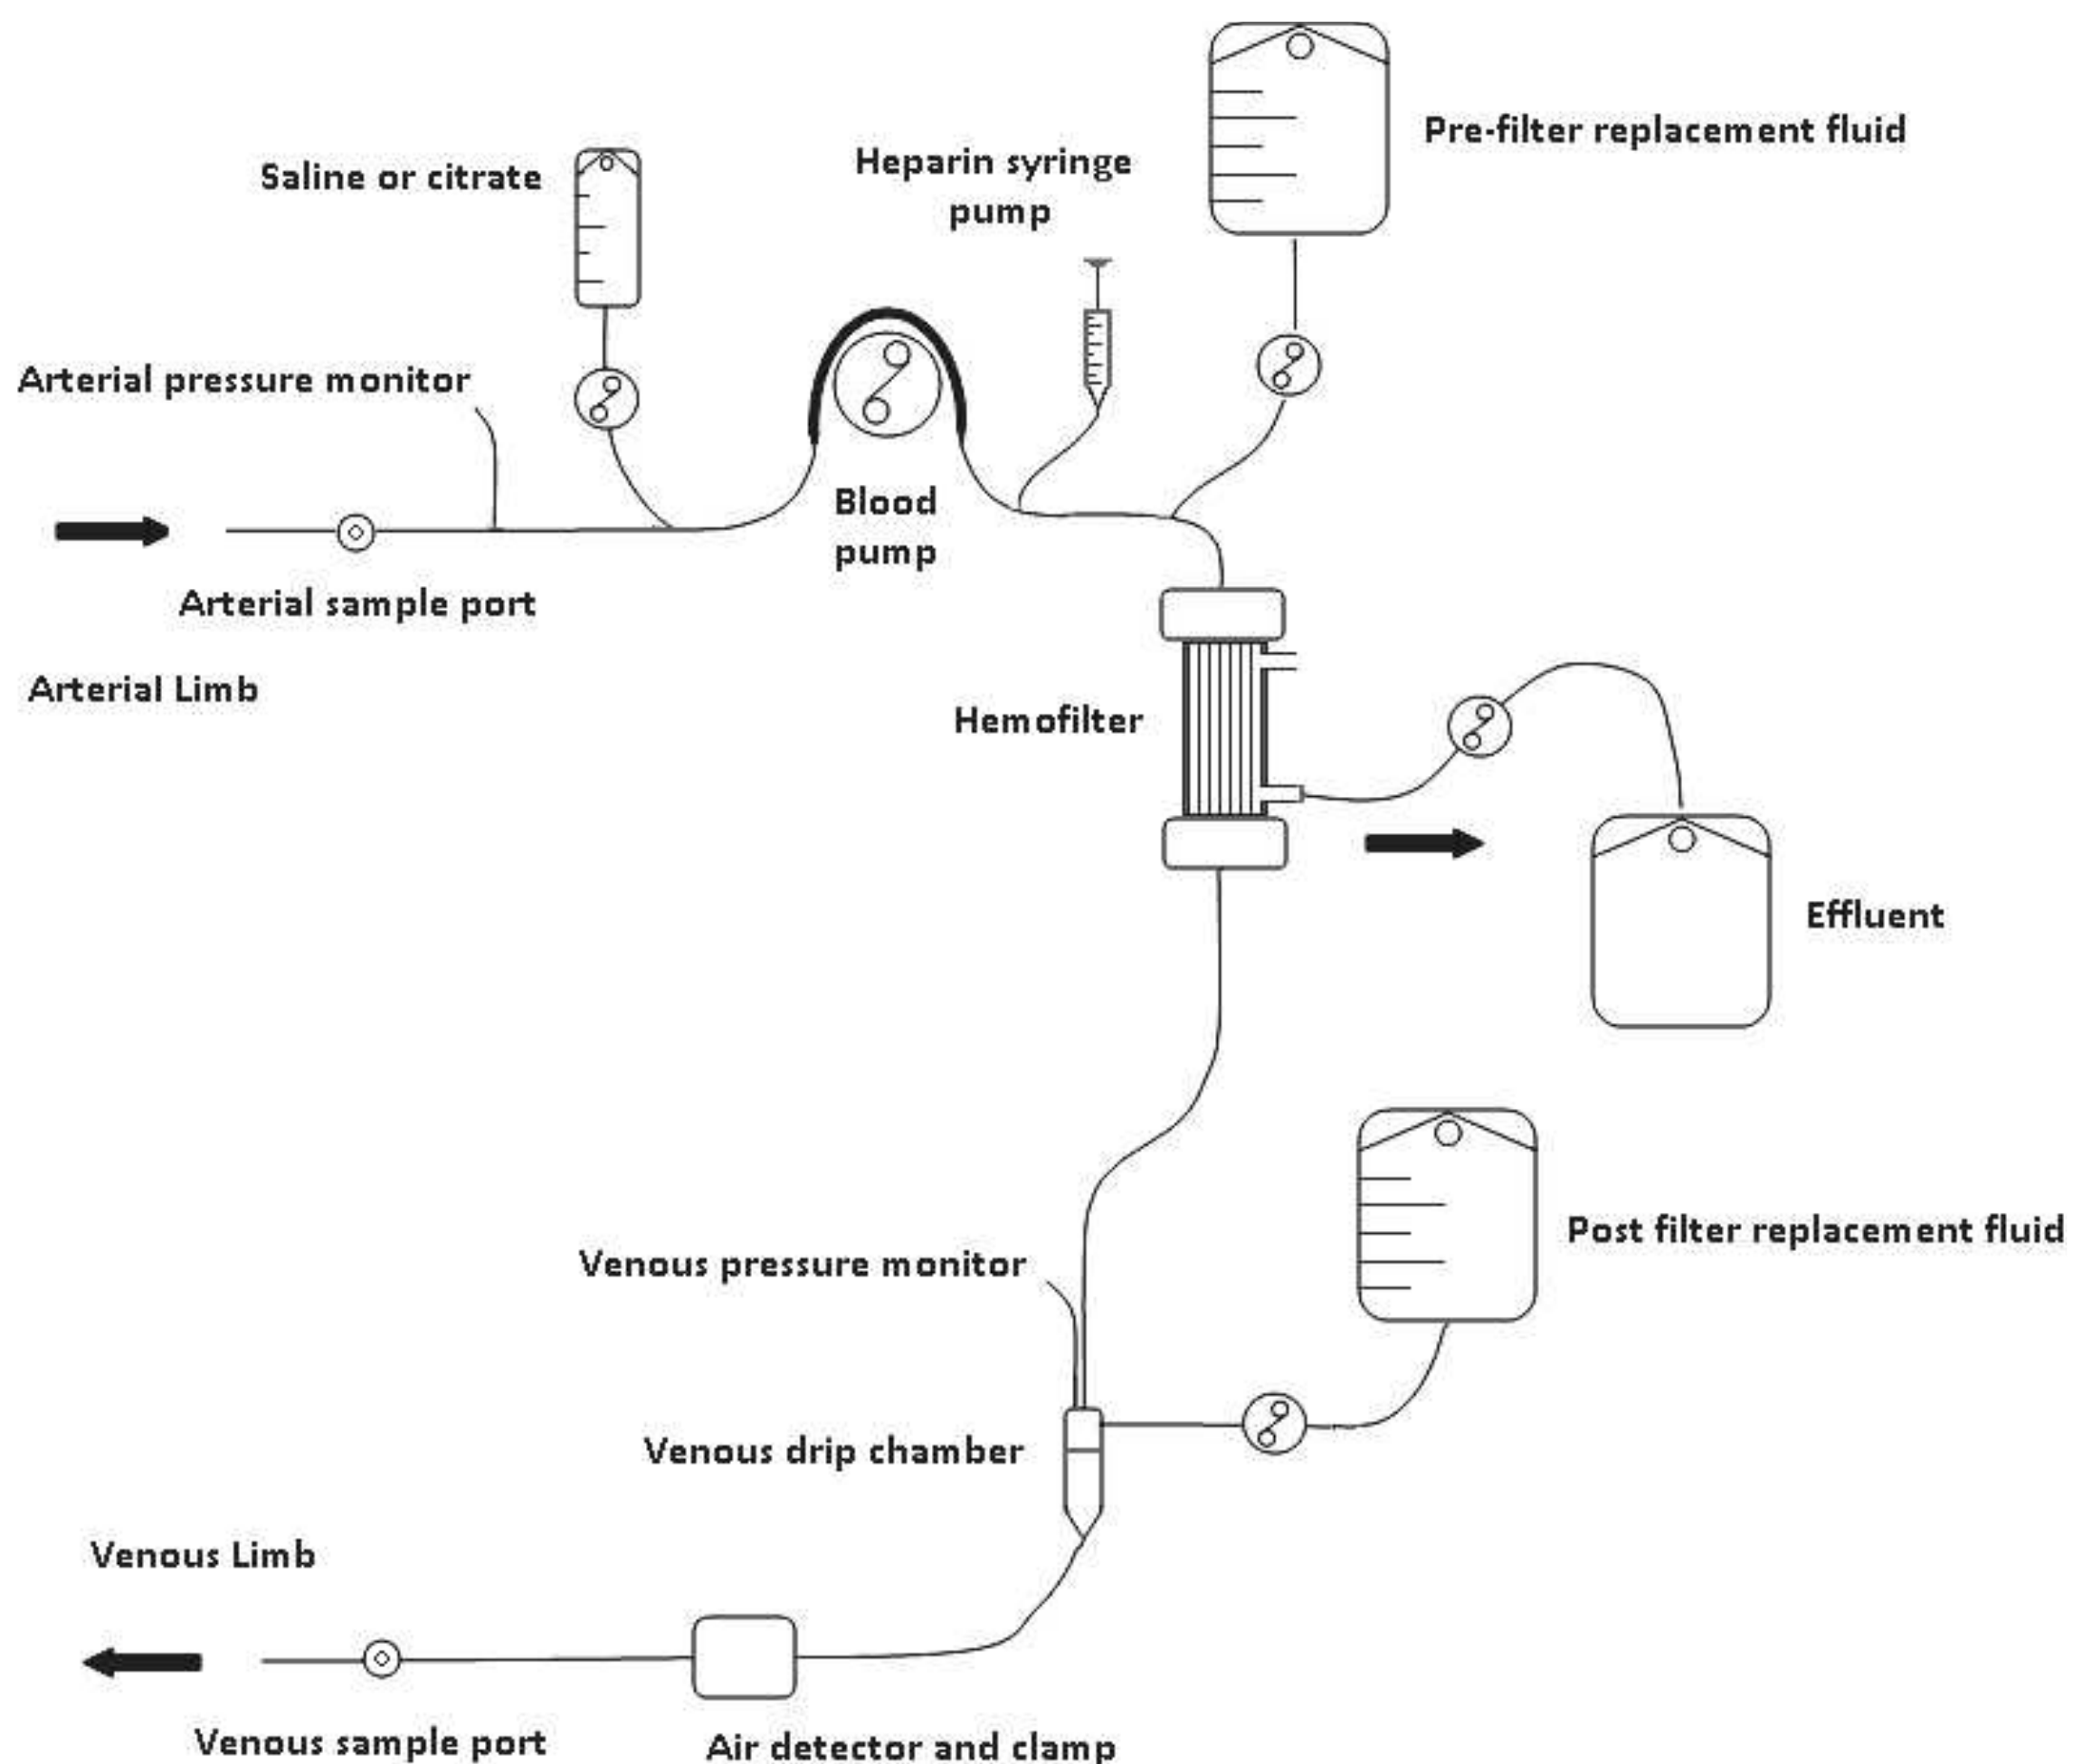 Pre-filter replacement fluid
Heparin syringe
pump
Saline or citrate
Arterial pressure monitor
Blood
pump
Arterial sample port
Arterial Limb
Hemofilter
Effluent
Post filter replacement fluid
Venous pressure monitor
Venous drip chamber
Venous Limb
Venous sample port
Air detector and clamp